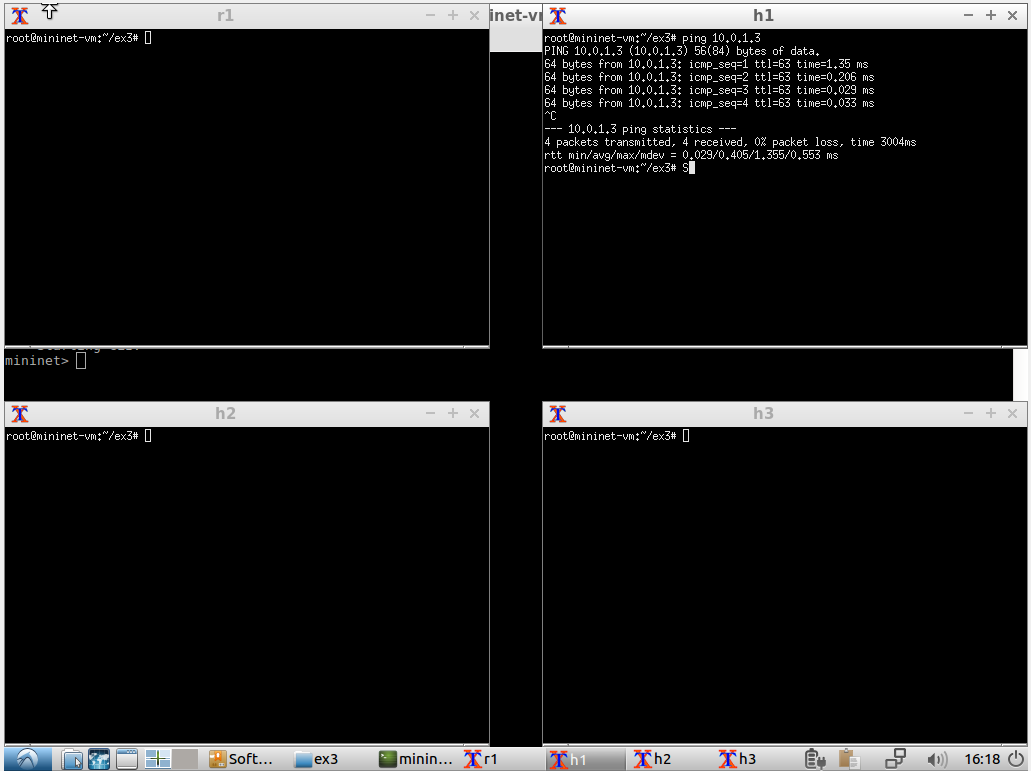 r1
inet-vm
h1
root@mininet-vm:~/ex3#
root@mininet-vm:~/ex3# ping 10.0.1.3
PING 10.0.1.3 (10.0.1.3) 56(84) bytes of data.
64 bytes from 10.0.1.3: icmp_seq=1 ttl=63 time=1.35 ms
64 bytes from 10.0.1.3: icmp_seq=2 ttl=63 time=0.206 ms
64 bytes from 10.0.1.3: icmp_seq=3 ttl=63 time=0.029 ms
64 bytes from 10.0.1.3: icmp_seq=4 ttl=63 time=0.033 ms
^C
--- 10.0.1.3 ping statistics ---
4 packets transmitted, 4 received, 0% packet loss, time 3004ms
rtt min/avg/max/mdev = 0.029/0.405/1.355/0.553 ms
root@mininet-vm:~/ex3# S
mininet>
h2
h3
root@mininet-vm:~/ex3#
root@mininet-vm:~/ex3#
Soft... ex3 minin... r1 h1 h2 h3 16:18